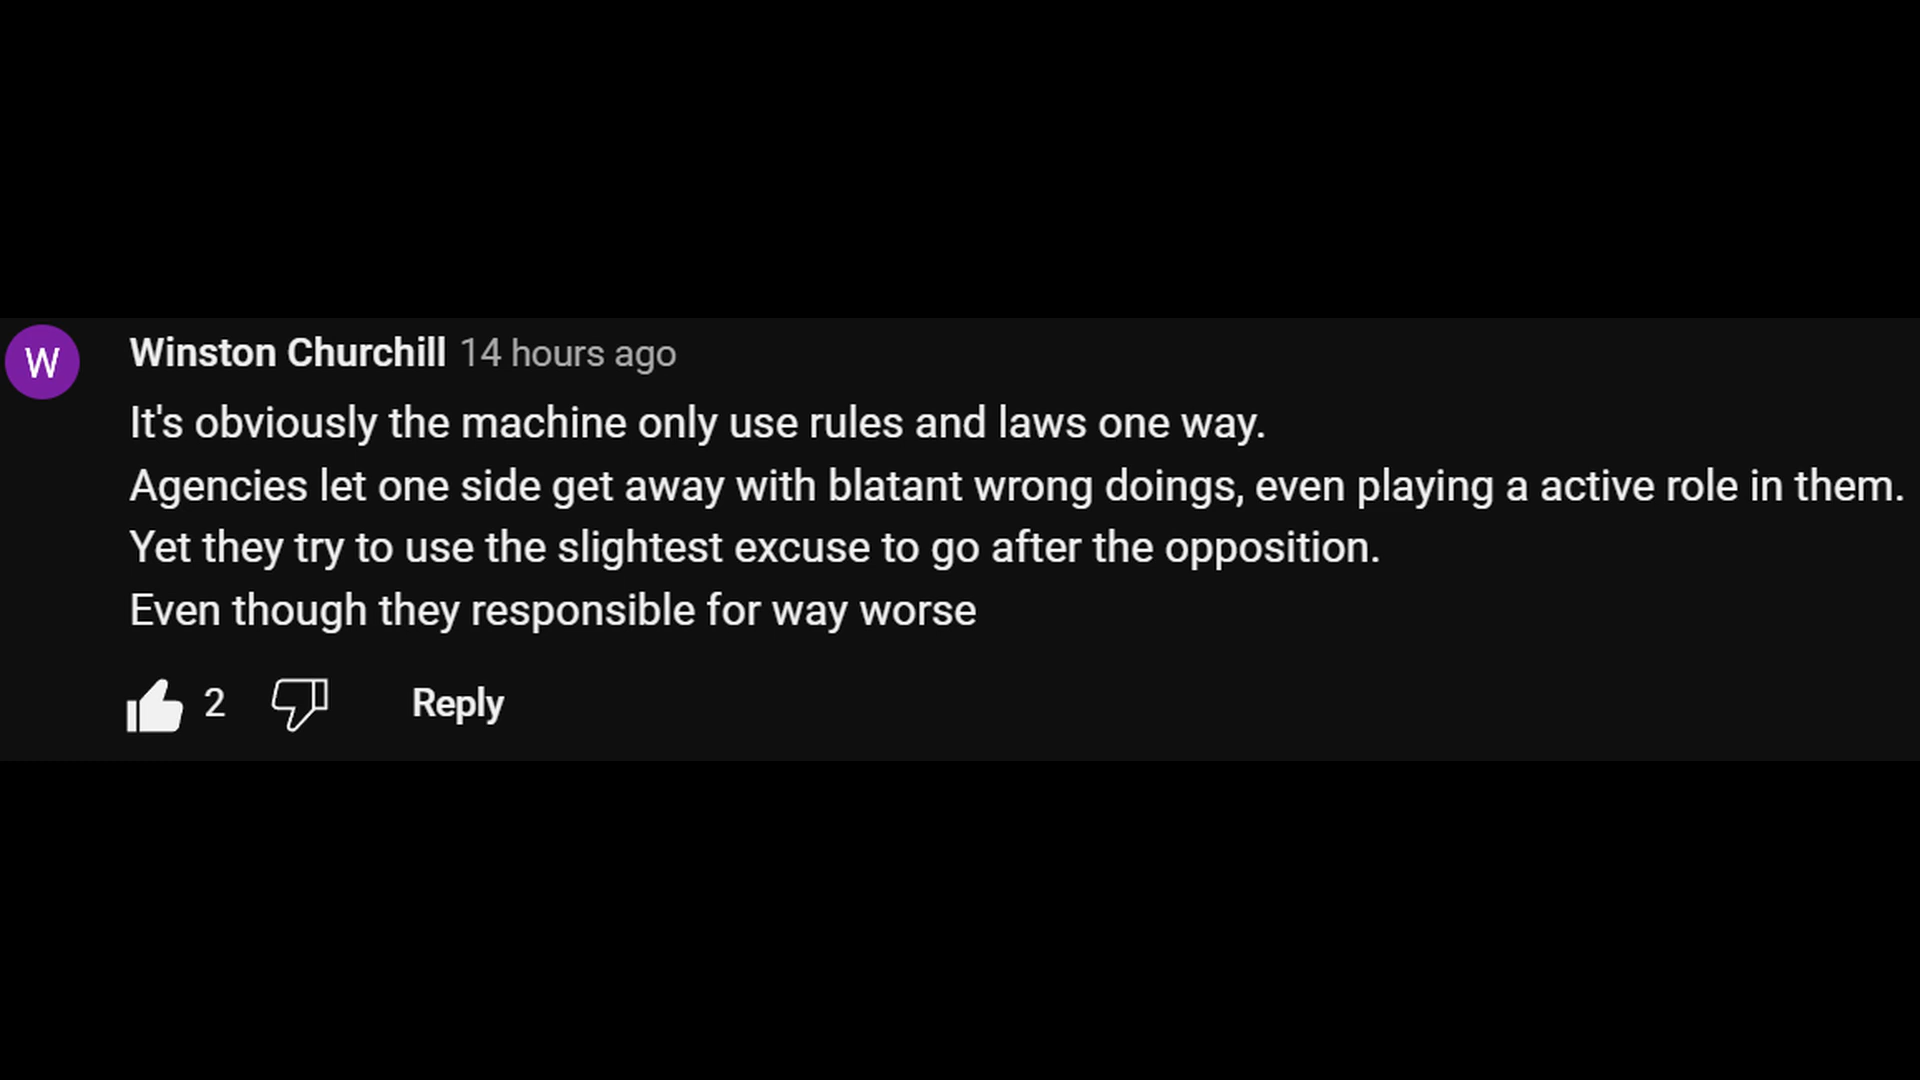 W
Winston Churchill 14 hours ago
It's obviously the machine only use rules and laws one way.
Agencies let one side get away with blatant wrong doings, even playing a active role in them.
Yet they try to use the slightest excuse to go after the opposition.
Even though they responsible for way worse
2 Reply